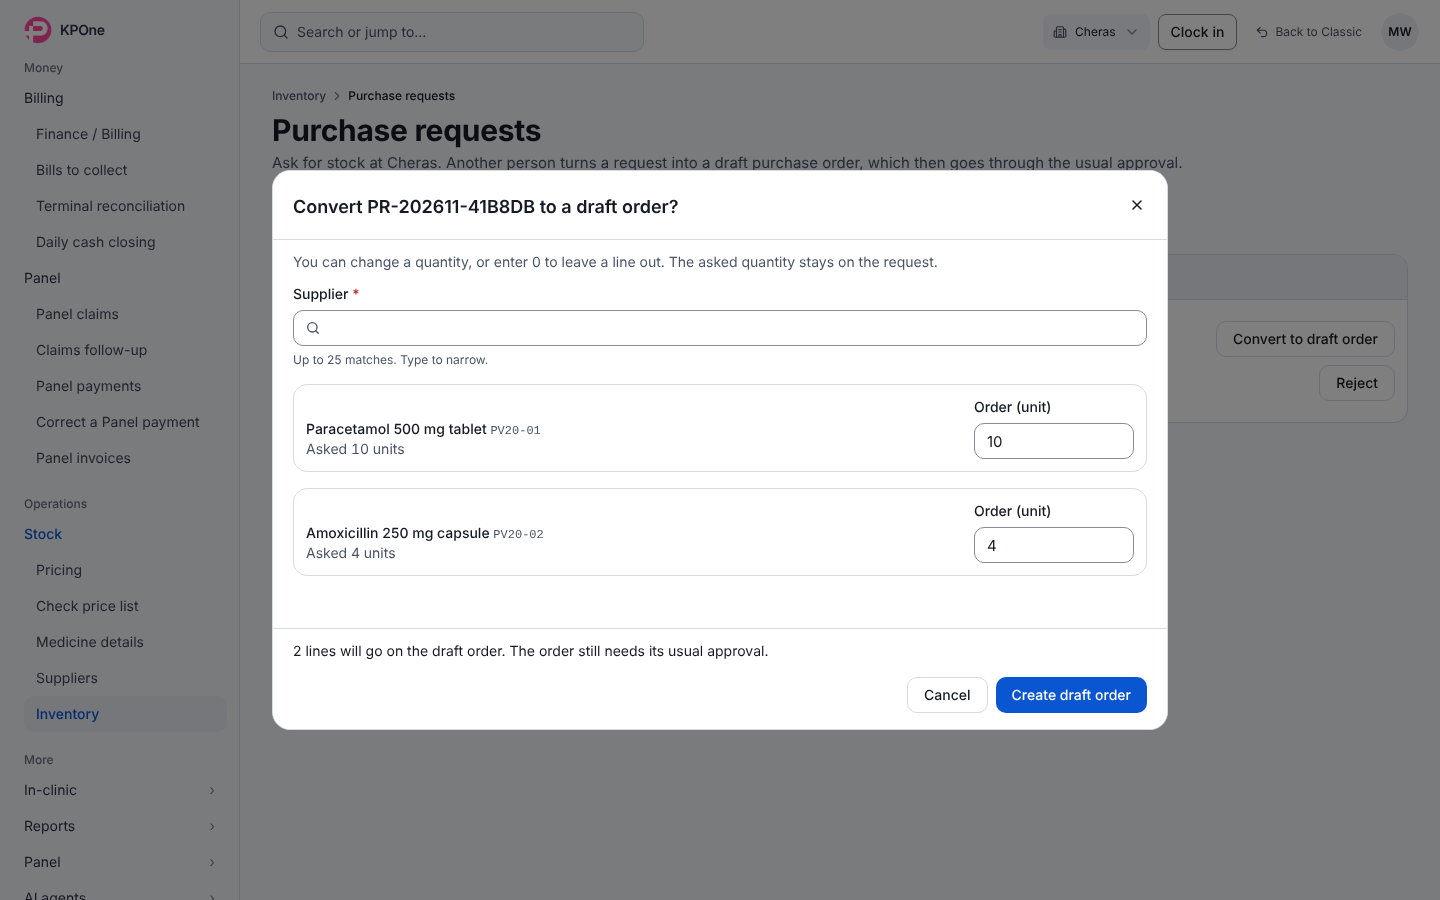 KPOne
Search or jump to...
Cheras
Clock in
Back to Classic
MW
Money
Billing
Finance / Billing
Bills to collect
Terminal reconciliation
Daily cash closing
Panel
Panel claims
Claims follow-up
Panel payments
Correct a Panel payment
Panel invoices
Operations
Stock
Pricing
Check price list
Medicine details
Suppliers
Inventory
More
In-clinic
Reports
Panel
AI agents
Inventory > Purchase requests
Purchase requests
Ask for stock at Cheras. Another person turns a request into a draft purchase order, which then goes through the usual approval.
Convert to draft order
Reject
Convert PR-202611-41B8DB to a draft order?
You can change a quantity, or enter 0 to leave a line out. The asked quantity stays on the request.
Supplier *
Up to 25 matches. Type to narrow.
Order (unit)
Paracetamol 500 mg tablet PV20-01
10
Asked 10 units
Order (unit)
Amoxicillin 250 mg capsule PV20-02
4
Asked 4 units
2 lines will go on the draft order. The order still needs its usual approval.
Cancel
Create draft order